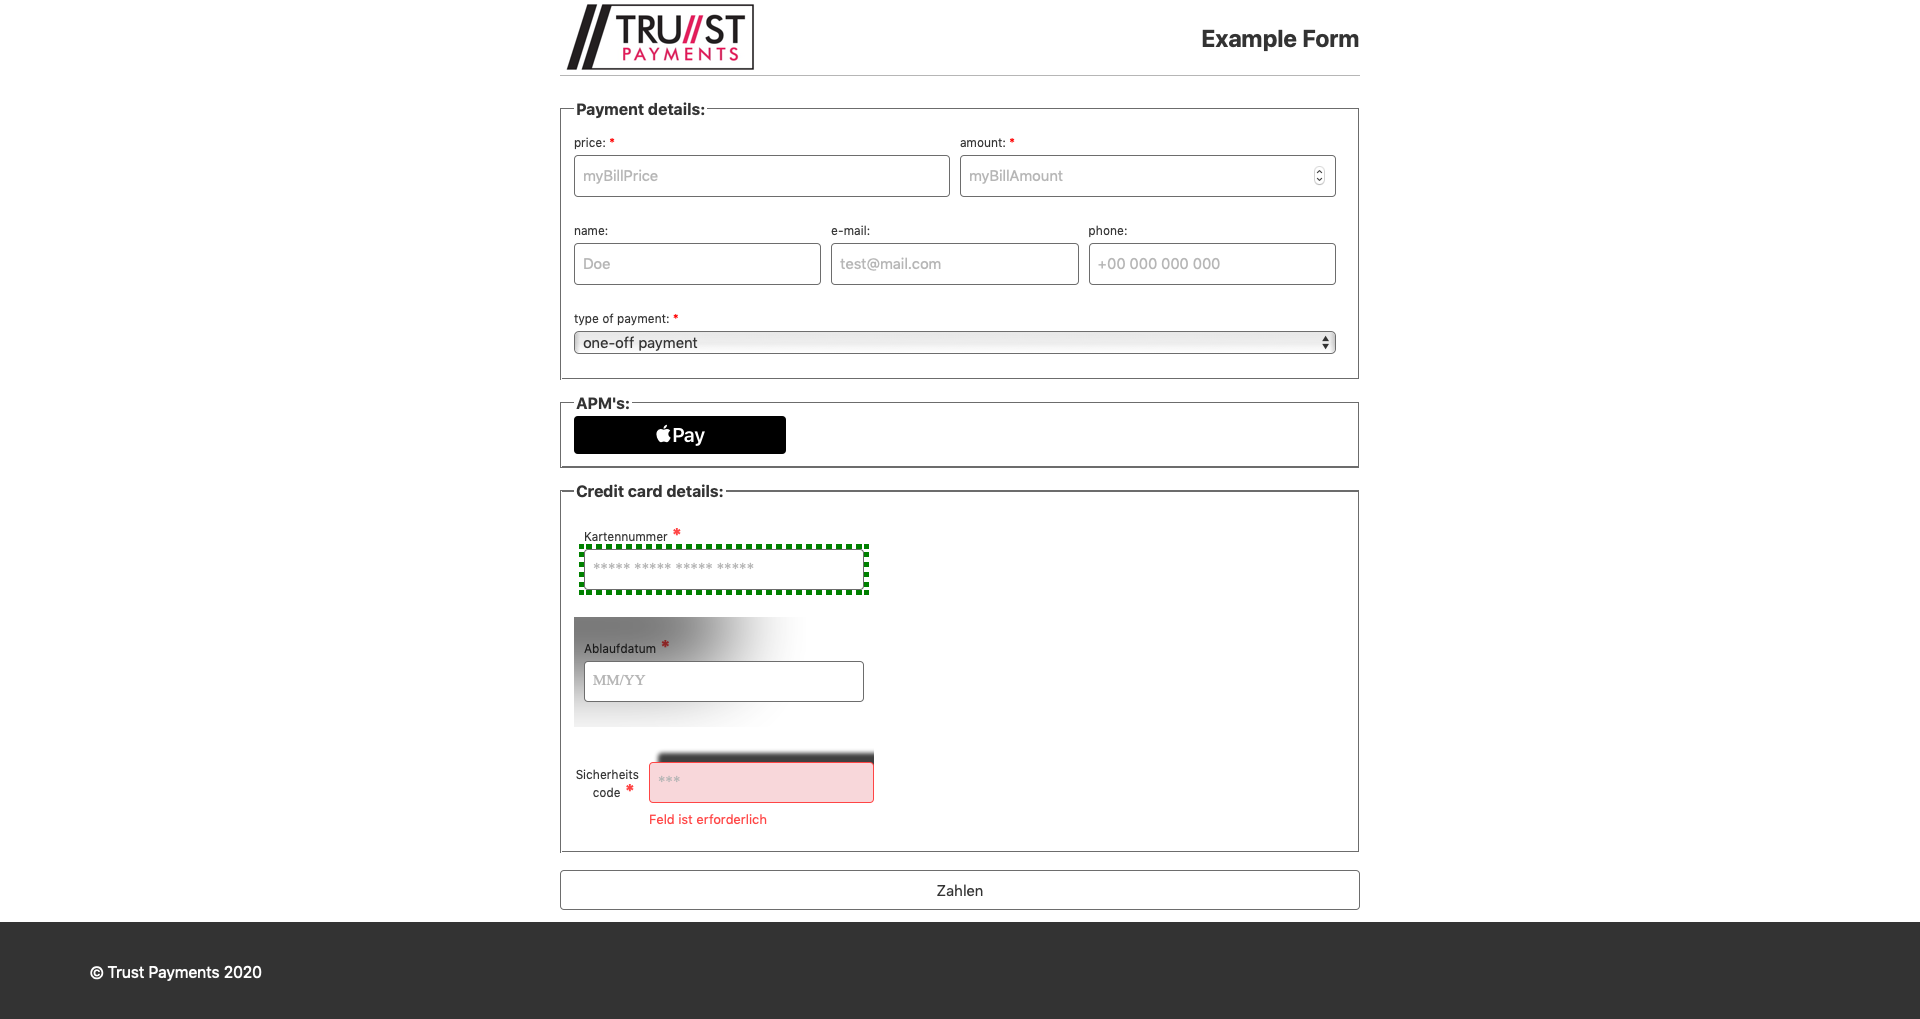 TRU//ST
PAYMENTS
Example Form
Payment details:
price: *
amount: *
myBillPrice
myBillAmount
name:
e-mail:
phone:
Doe
test@mail.com
+00 000 000 000
type of payment: *
one-off payment
APM's:
Pay
Credit card details:
Kartennummer *
***** ***** ***** *****
Ablaufdatum *
MM/YY
Sicherheits
code *
***
Feld ist erforderlich
Zahlen
© Trust Payments 2020